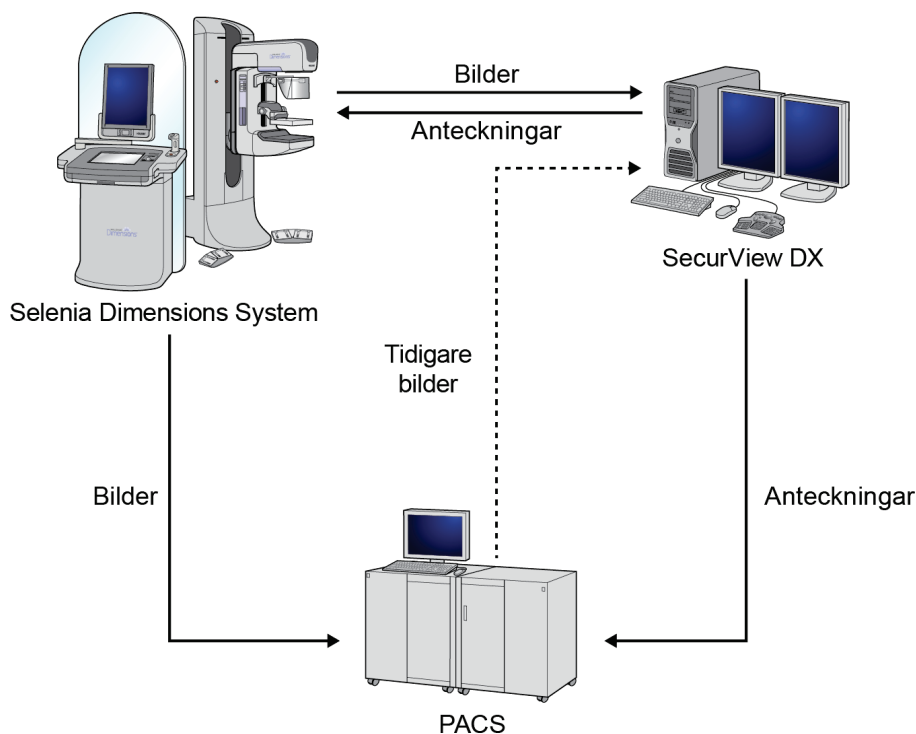 Bilder
Anteckningar
SecurView DX
Selenia Dimensions System
Tidigare
bilder
Bilder
Anteckningar
PACS